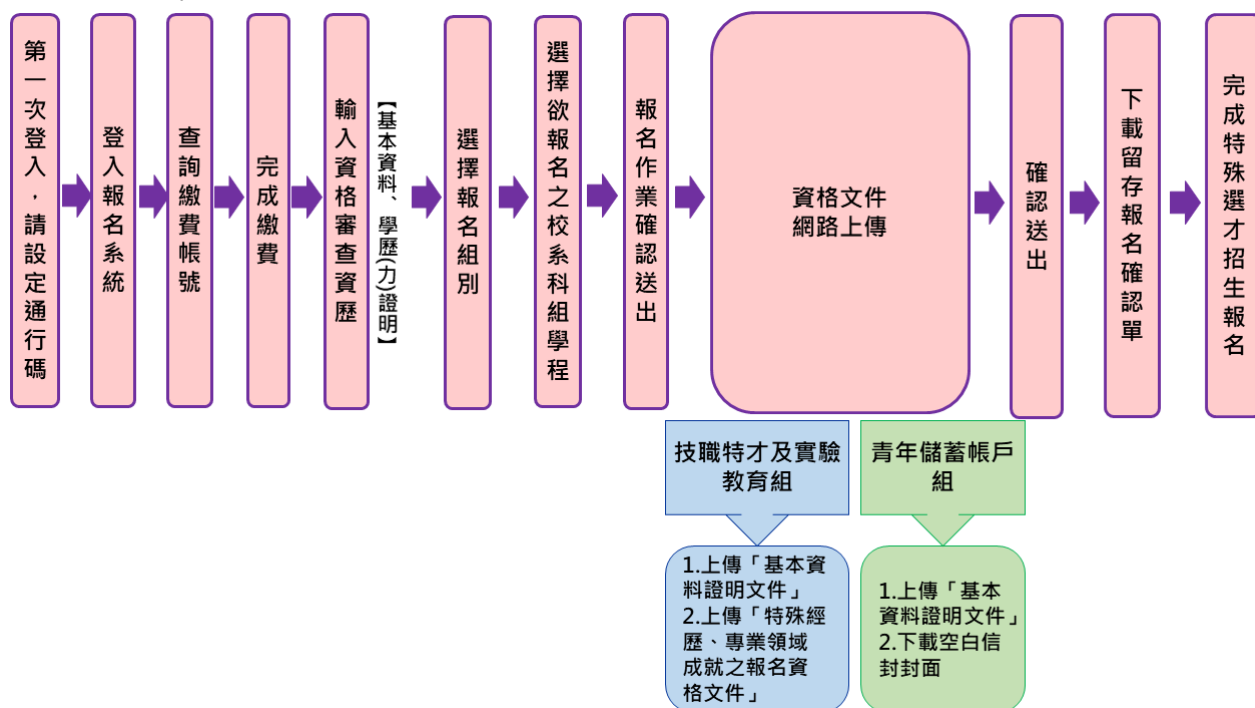 第一次登入，請設定通行碼
登入報名系統
查詢繳費帳號
完成繳費
輸入資格審查資歷
【基本資料、學歷(力)證明】
選擇報名組別
選擇欲報名之校系科組學程
報名作業確認送出
資格文件
網路上傳
確認送出
下載留存報名確認單
完成特殊選才招生報名
技職特才及實驗
教育組
1.上傳「基本資
料證明文件」
2.上傳「特殊經
歷、專業領域
成就之報名資
格文件」
青年儲蓄帳戶
組
1.上傳「基本
資料證明文件」
2.下載空白信
封封面